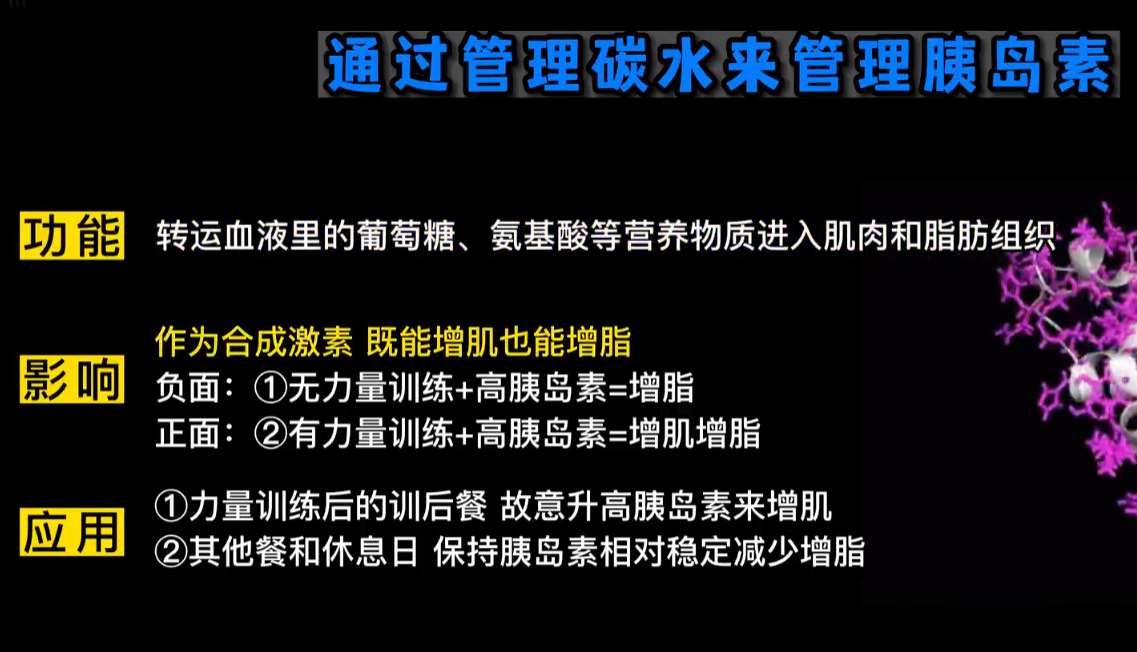 通过管理碳水来管理胰岛素
功能 转运血液里的葡萄糖、氨基酸等营养物质进入肌肉和脂肪组织
作为合成激素 既能增肌也能增脂
影响 负面：①无力量训练+高胰岛素=增脂
正面：②有力量训练+高胰岛素=增肌增脂
①力量训练后的训后餐 故意升高胰岛素来增肌
应用
②其他餐和休息日 保持胰岛素相对稳定减少增脂